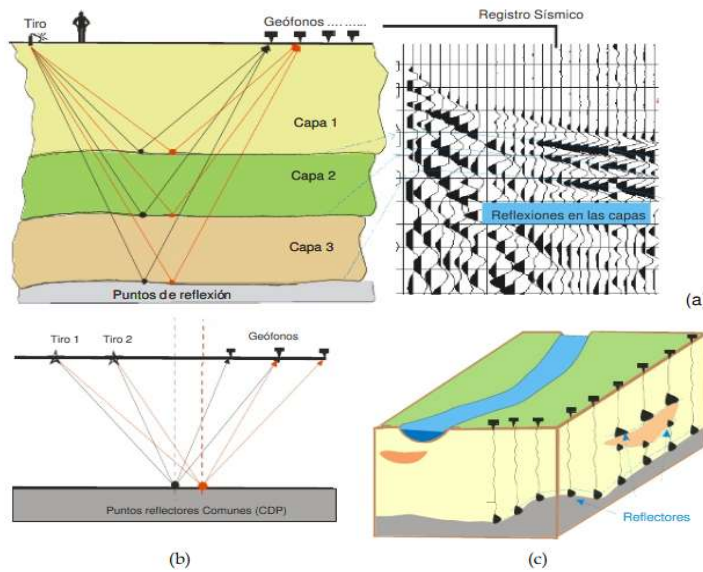 Registro Sísmico
Tiro
Geófonos .... ......
Capa 1
Capa 2
Reflexiones en las capas
Capa 3
Puntos de reflexión
(a)
Tiro 1
Tiro 2
Geófonos
Puntos reflectores Comunes (CDP)
Reflectores
(b)
(c)